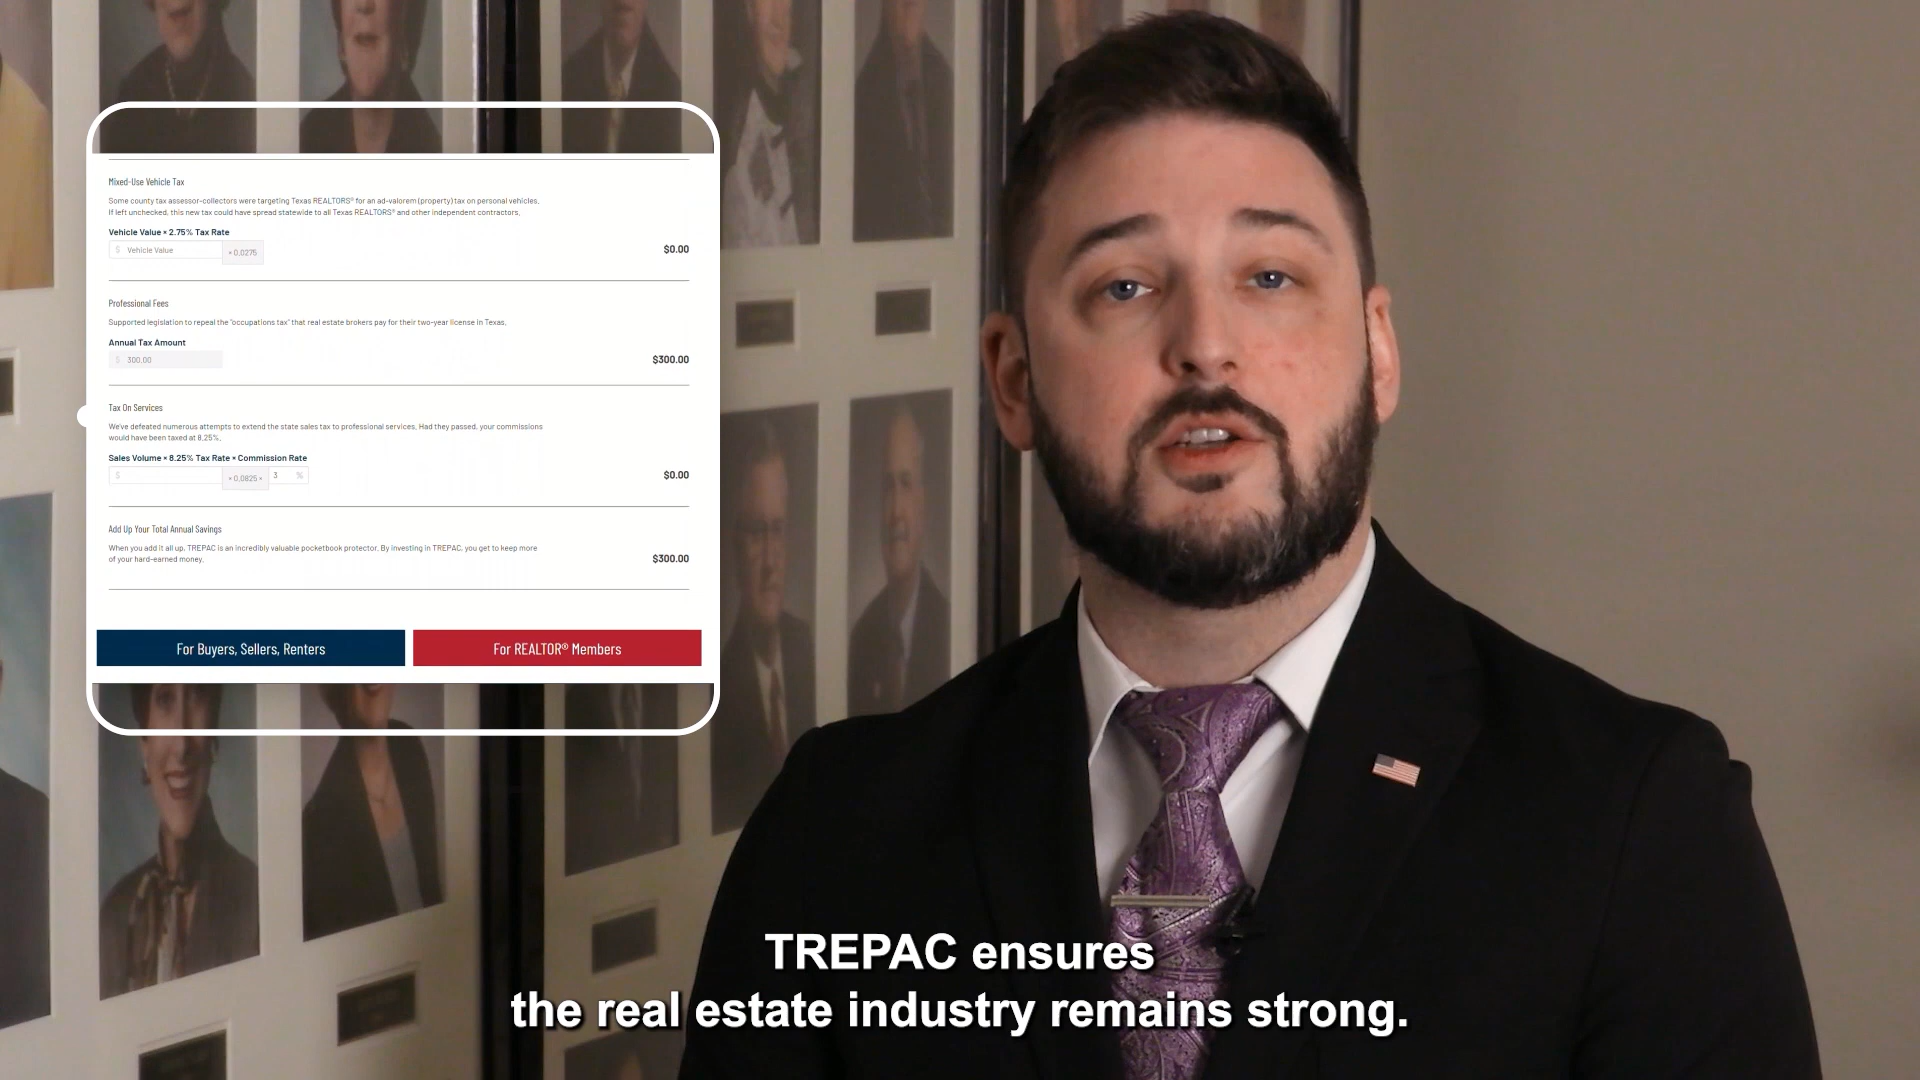 Mixed-Use Vehicle Tax
Some county tax assessor-collectors were targeting Texas REALTORS® for an ad-valorem (property) tax on personal vehicles.
If left unchecked, this new tax could have spread statewide to all Texas REALTORS® and other independent contractors.
Vehicle Value × 2.75% Tax Rate
$ Vehicle Value × 0.0275 $0.00
Professional Fees
Supported legislation to repeal the "occupations tax" that real estate brokers pay for their two-year license in Texas.
Annual Tax Amount
$ 300.00 $300.00
Tax On Services
We've defeated numerous attempts to extend the state sales tax to professional services. Had they passed, your commissions
would have been taxed at 8.25%.
Sales Volume × 8.25% Tax Rate × Commission Rate
$ × 0.0825 × 3 % $0.00
Add Up Your Total Annual Savings
When you add it all up, TREPAC is an incredibly valuable pocketbook protector. By investing in TREPAC, you get to keep more
of your hard-earned money. $300.00
For Buyers, Sellers, Renters For REALTOR® Members
TREPAC ensures
the real estate industry remains strong.